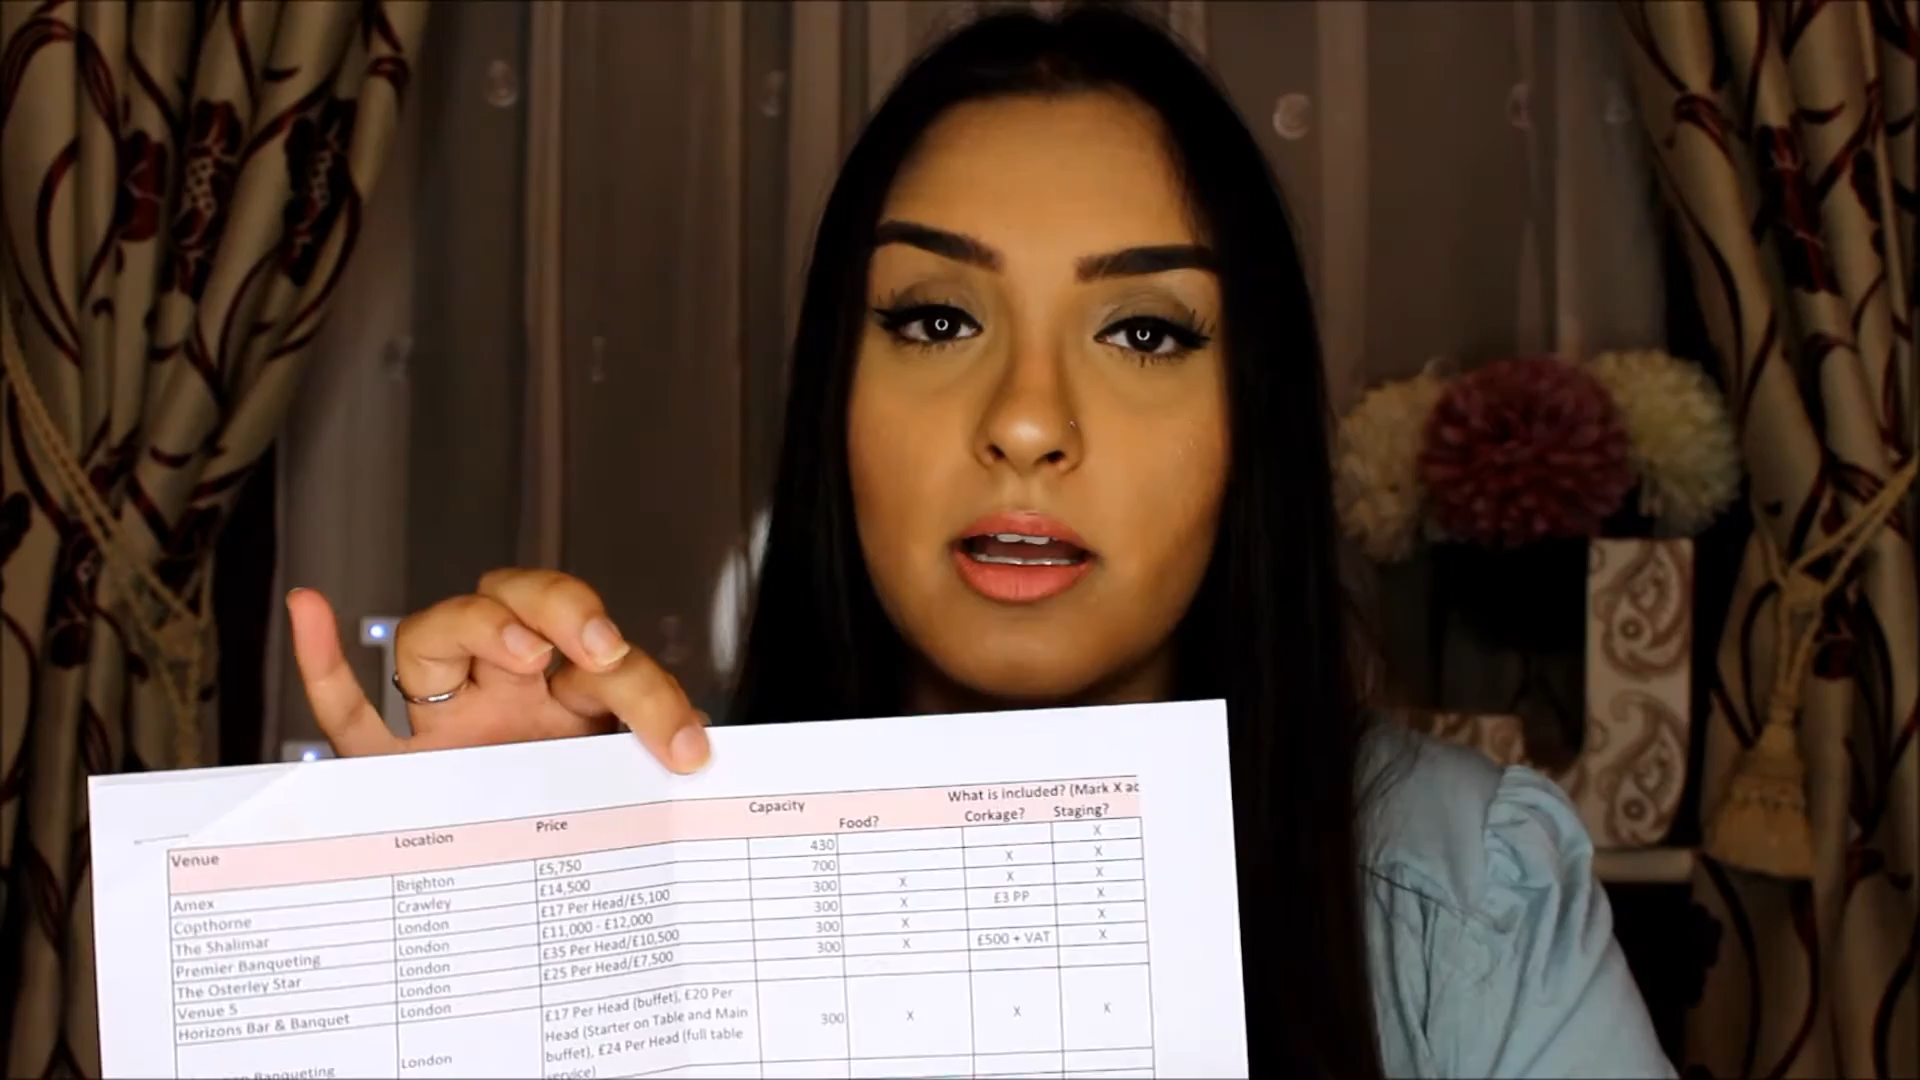 Venue Location Price Capacity What is included? (Mark X ac
Food? Corkage? Staging?
Amex Brighton £5,750 430 X
Copthorne Crawley £14,500 700 X X
The Shalimar London £17 Per Head/£5,100 300 X X X
Premier Banqueting London £11,000 - £12,000 300 X £3 PP X
The Osterley Star London £35 Per Head/£10,500 300 X X
Venue 5 London £25 Per Head/£7,500 300 X £500 + VAT X
Horizons Bar & Banquet London
£17 Per Head (buffet), £20 Per
Head (Starter on Table and Main 300 X X X
buffet), £24 Per Head (full table
Banqueting London service)